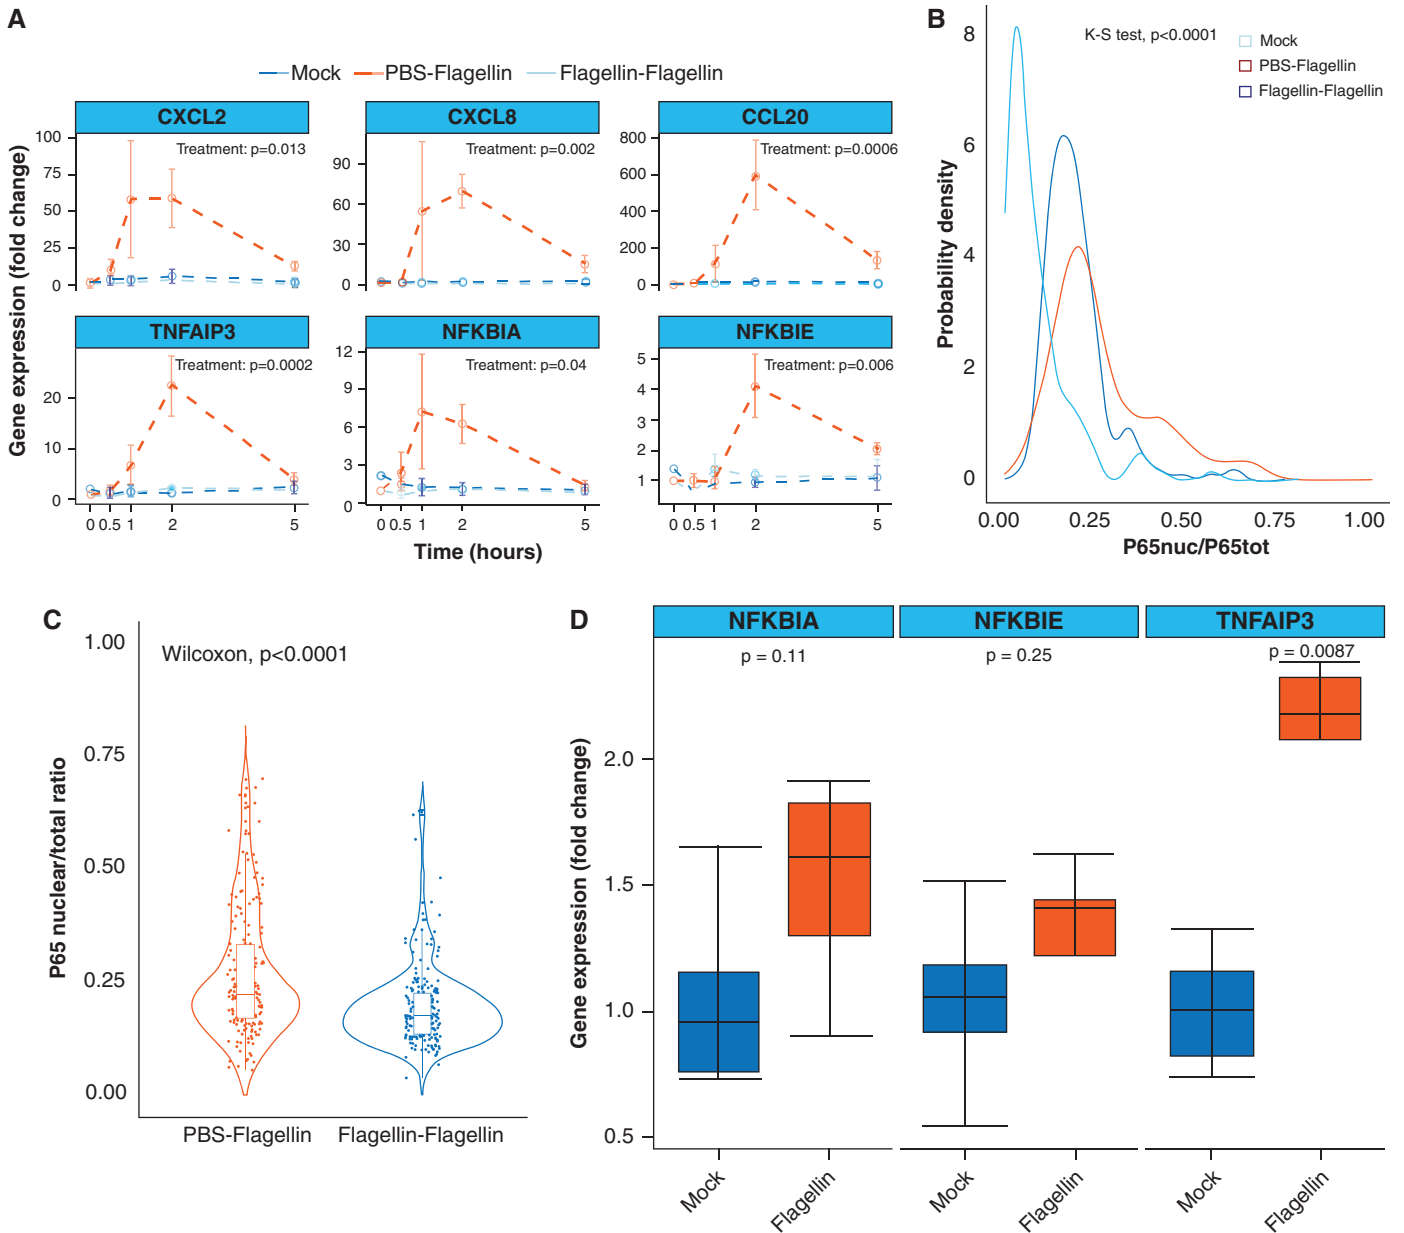 A
Mock PBS-Flagellin Flagellin-Flagellin
Gene expression (fold change)
CXCL2
Treatment: p=0.013
100
75
50
25
0
CXCL8
Treatment: p=0.002
90
60
30
0
CCL20
Treatment: p=0.0006
800
600
400
200
0
TNFAIP3
Treatment: p=0.0002
20
10
0
0 0.5 1 2 5
NFKBIA
Treatment: p=0.04
12
9
6
3
0
0 0.5 1 2 5
NFKBIE
Treatment: p=0.006
5
4
3
2
1
0 0.5 1 2 5
Time (hours)
B
K-S test, p<0.0001
Mock
PBS-Flagellin
Flagellin-Flagellin
Probability density
8
6
4
2
0
0.00 0.25 0.50 0.75 1.00
P65nuc/P65tot
C
Wilcoxon, p<0.0001
P65 nuclear/total ratio
1.00
0.75
0.50
0.25
0.00
PBS-Flagellin Flagellin-Flagellin
D
Gene expression (fold change)
2.0
1.5
1.0
0.5
NFKBIA
p = 0.11
Mock Flagellin
NFKBIE
p = 0.25
Mock Flagellin
TNFAIP3
p = 0.0087
Mock Flagellin